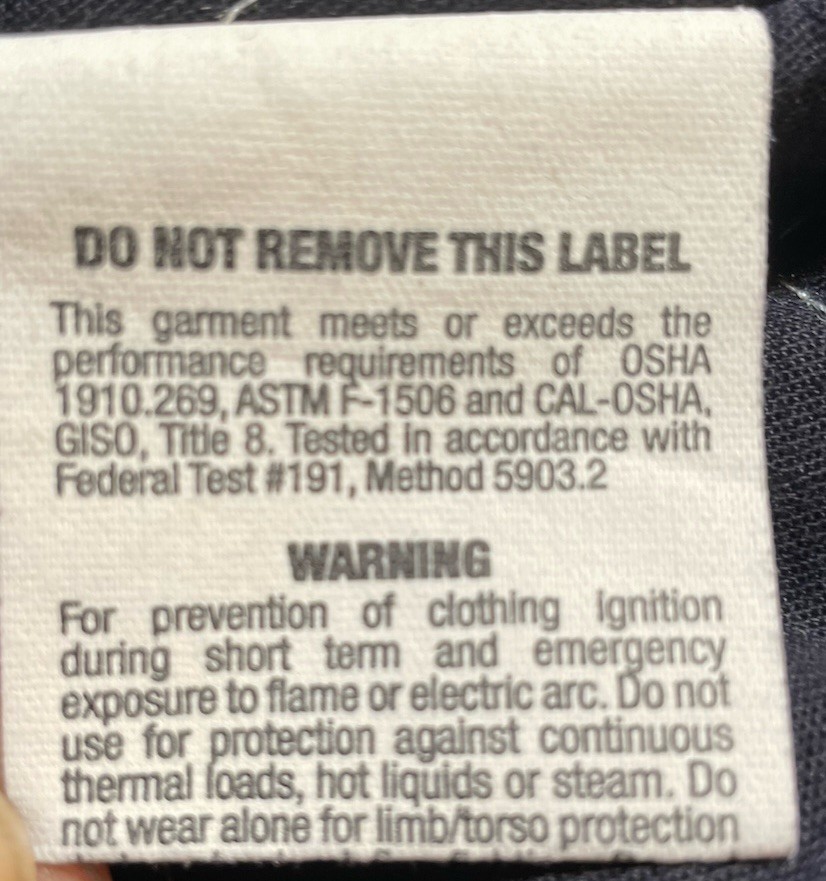 DO NOT REMOVE THIS LABEL
This garment meets or exceeds the
performance requirements of OSHA
1910.269, ASTM F-1506 and CAL-OSHA,
GISO, Title 8. Tested in accordance with
Federal Test #191, Method 5903.2
WARNING
For prevention of clothing ignition
during short term and emergency
exposure to flame or electric arc. Do not
use for protection against continuous
thermal loads, hot liquids or steam. Do
not wear alone for limb/torso protection